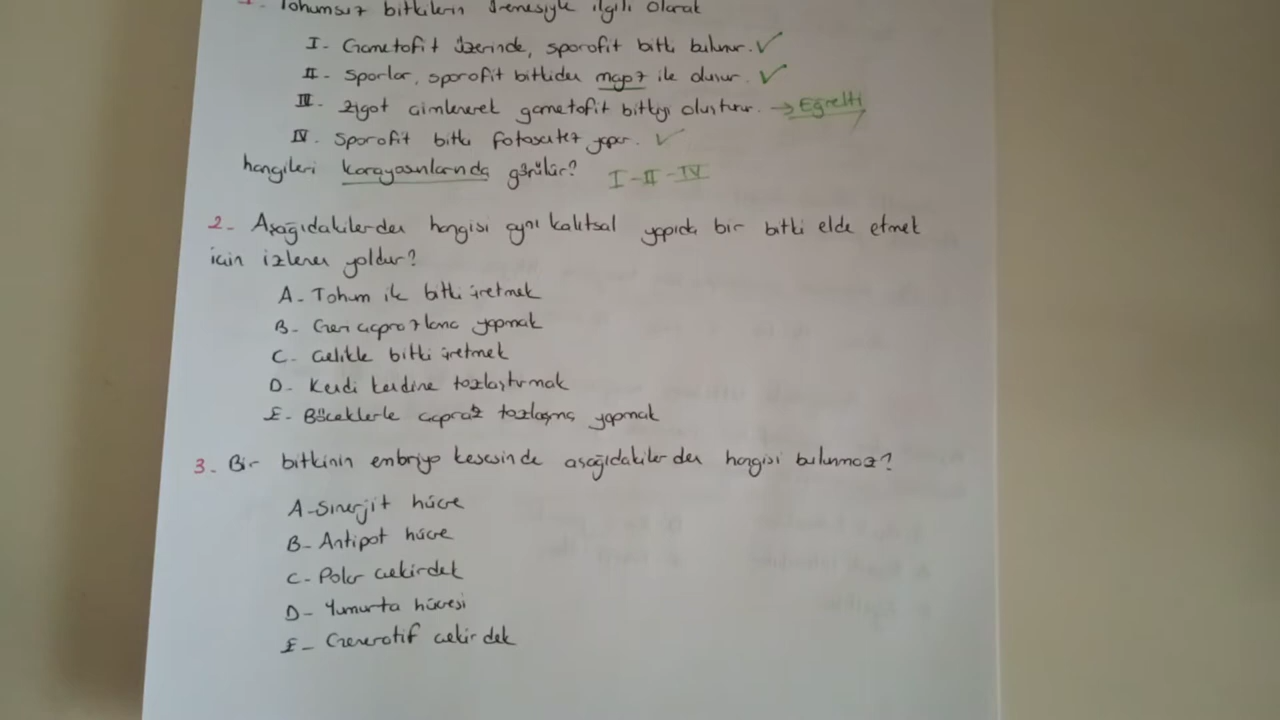 1- Tohumsuz bitkilerin üremesiyle ilgili olarak
I- Gametofit üzerinde, sporofit bitki bulunur. ✓
II- Sporlar, sporofit bitkiden mayoz ile oluşur. ✓
III- Zigot çimlenerek gametofit bitkiyi oluşturur. → Eğrelti
IV. Sporofit bitki fotosentez yapar. ✓
hangileri karayosunlarında görülür? I-II-IV
2- Aşağıdakilerden hangisi aynı kalıtsal yapıda bir bitki elde etmek
için izlenen yoldur?
A- Tohum ile bitki üretmek
B- Geri çaprozlama yapmak
C- Çelikle bitki üretmek
D- Kendi kendine tozlaştırmak
E- Böceklerle çapraz tozlaşma yapmak
3. Bir bitkinin embriyo kesesinde aşağıdakilerden hangisi bulunmaz?
A-Sinerjit hücre
B- Antipot hücre
C- Polar çekirdek
D- Yumurta hücresi
E- Generatif çekirdek